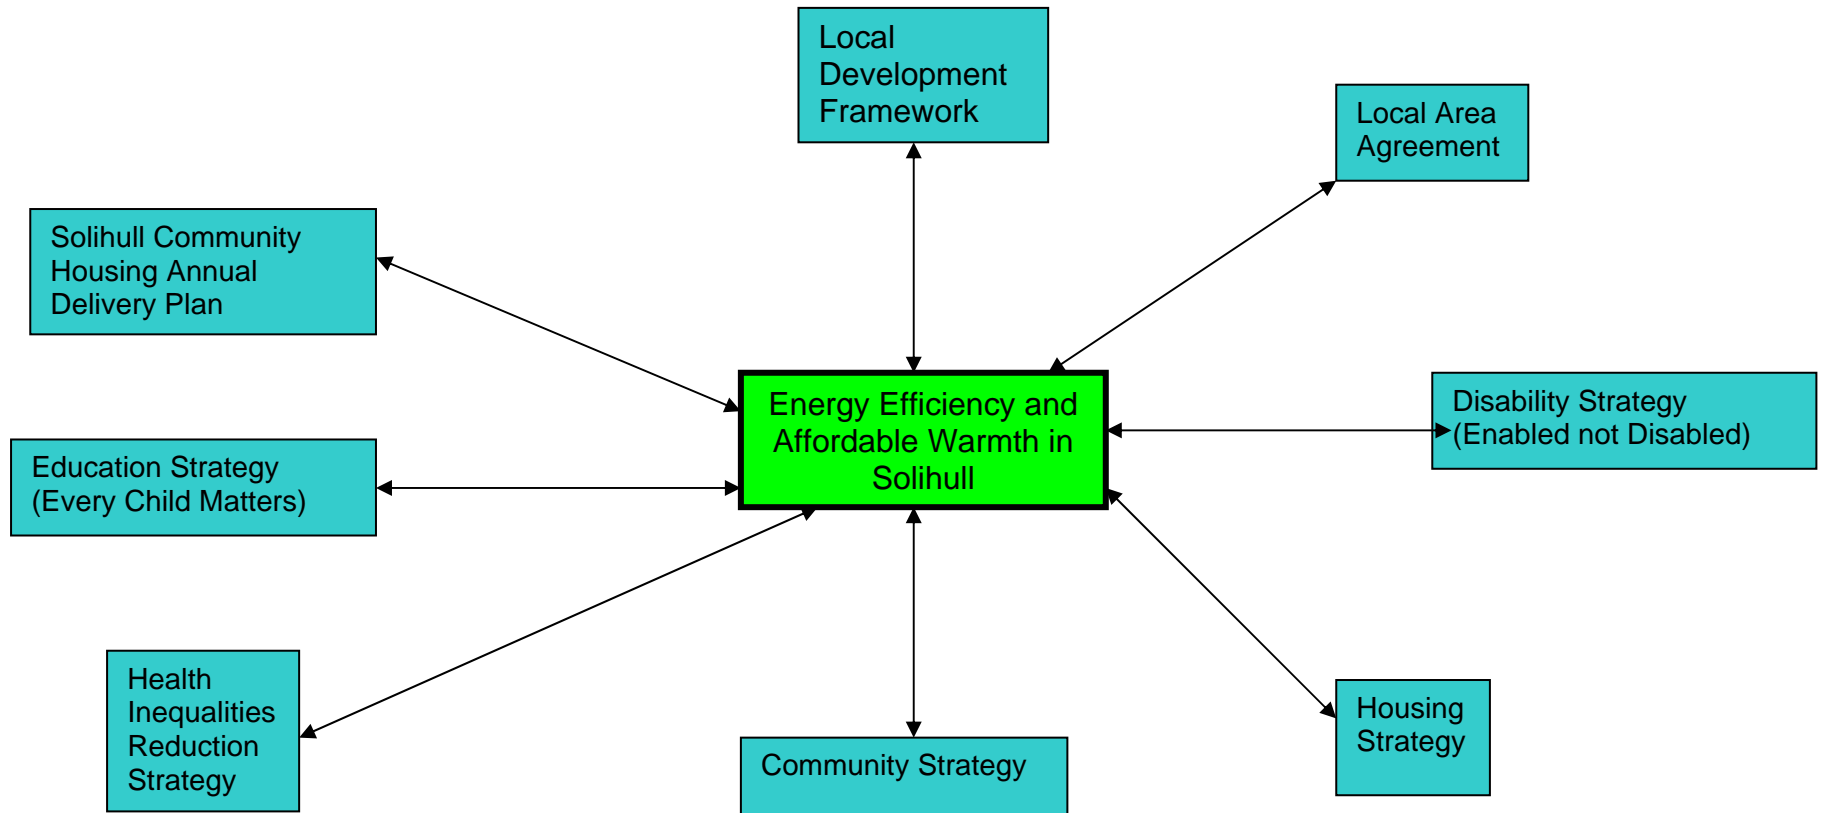 Local
Development
Framework
Local Area
Agreement
Solihull Community
Housing Annual
Delivery Plan
Energy Efficiency and
Affordable Warmth in
Solihull
Disability Strategy
(Enabled not Disabled)
Education Strategy
(Every Child Matters)
Health
Inequalities
Reduction
Strategy
Community Strategy
Housing
Strategy